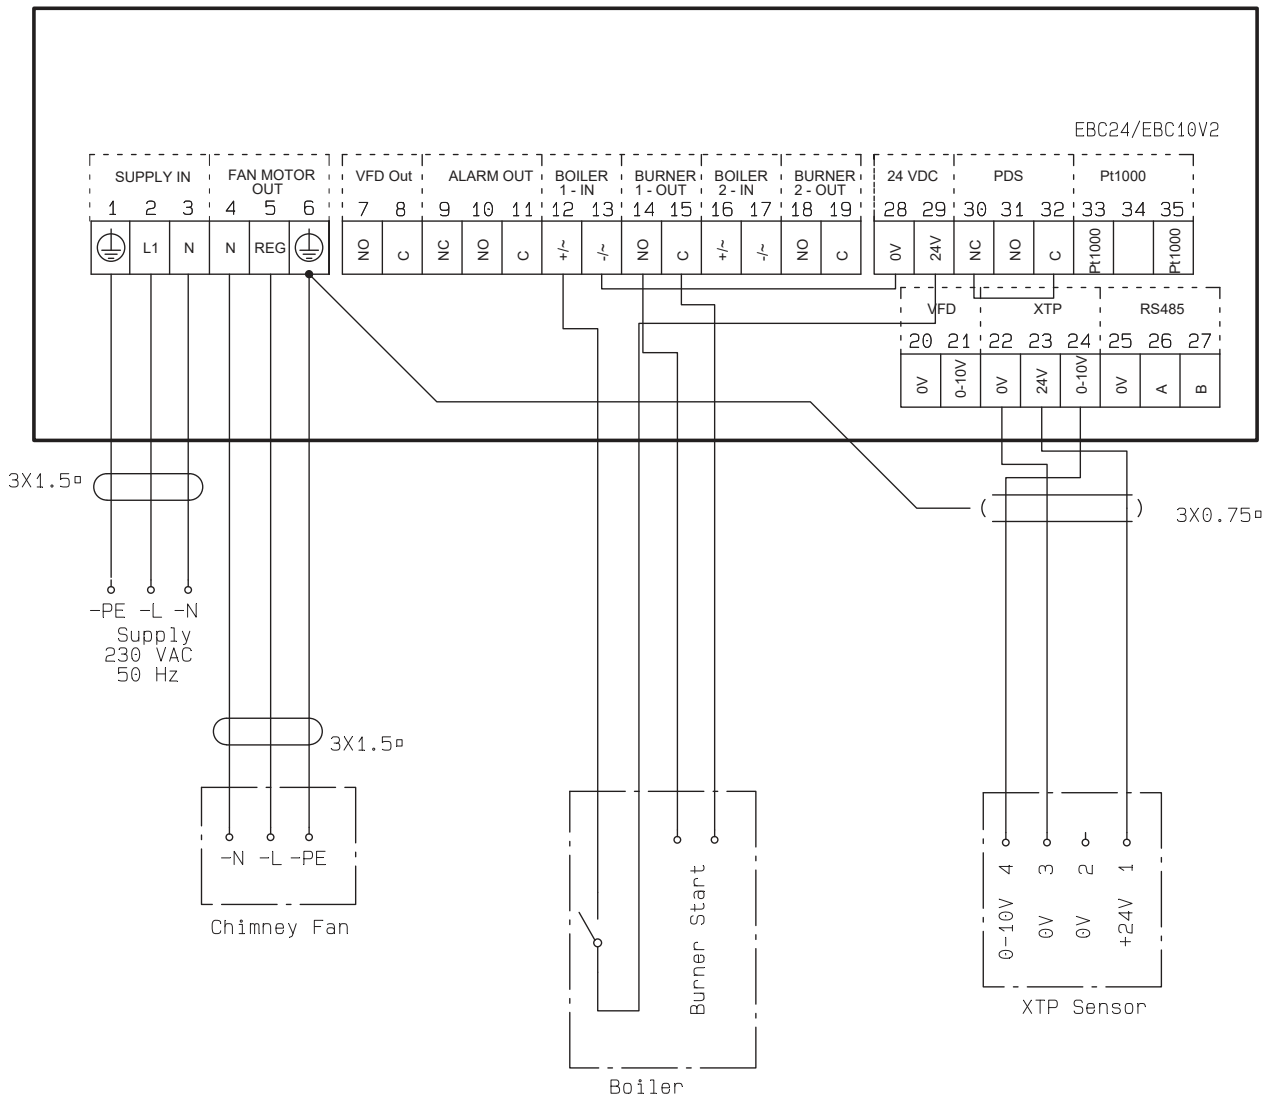 EBC24/EBC10V2
SUPPLY IN
FAN MOTOR
OUT
VFD Out
ALARM OUT
BOILER
1 - IN
BURNER
1 - OUT
BOILER
2 - IN
BURNER
2 - OUT
24 VDC
PDS
Pt1000
1 2 3 4 5 6 7 8 9 10 11 12 13 14 15 16 17 18 19 28 29 30 31 32 33 34 35
L1 N N REG NO C NC NO C +/~ -/~ NO C +/~ -/~ NO C 0V 24V NC NO C Pt1000 Pt1000
VFD
XTP
RS485
20 21 22 23 24 25 26 27
0V 0-10V 0V 24V 0-10V 0V A B
3X1.5▫
3X0.75▫
-PE -L -N
Supply
230 VAC
50 Hz
3X1.5▫
-N -L -PE
Chimney Fan
Burner Start
Boiler
4 3 2 1
0-10V 0V 0V +24V
XTP Sensor